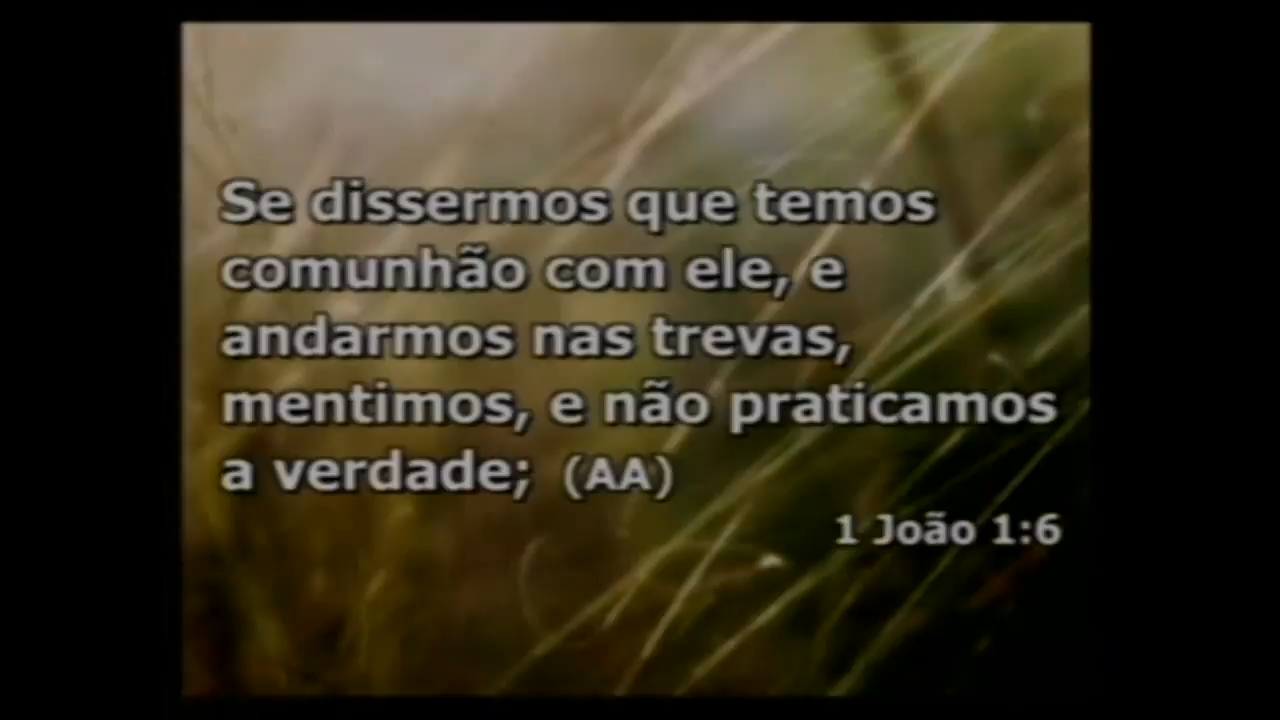 Se dissermos que temos
comunhão com ele, e
andarmos nas trevas,
mentimos, e não praticamos
a verdade; (AA)
1 João 1:6